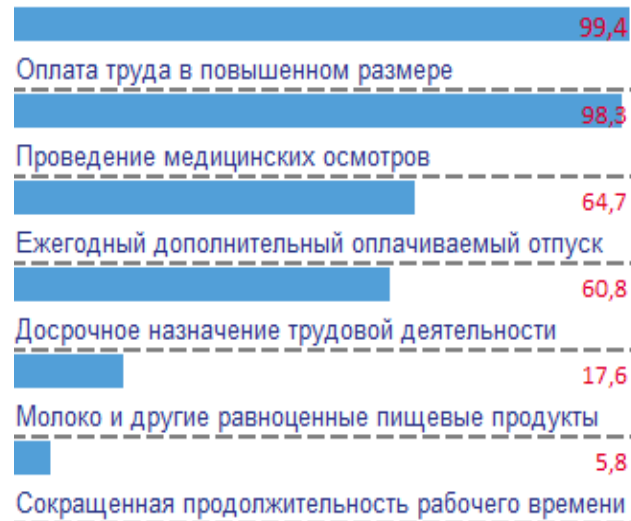 99,4
Оплата труда в повышенном размере
98,3
Проведение медицинских осмотров
64,7
Ежегодный дополнительный оплачиваемый отпуск
60,8
Досрочное назначение трудовой деятельности
17,6
Молоко и другие равноценные пищевые продукты
5,8
Сокращенная продолжительность рабочего времени